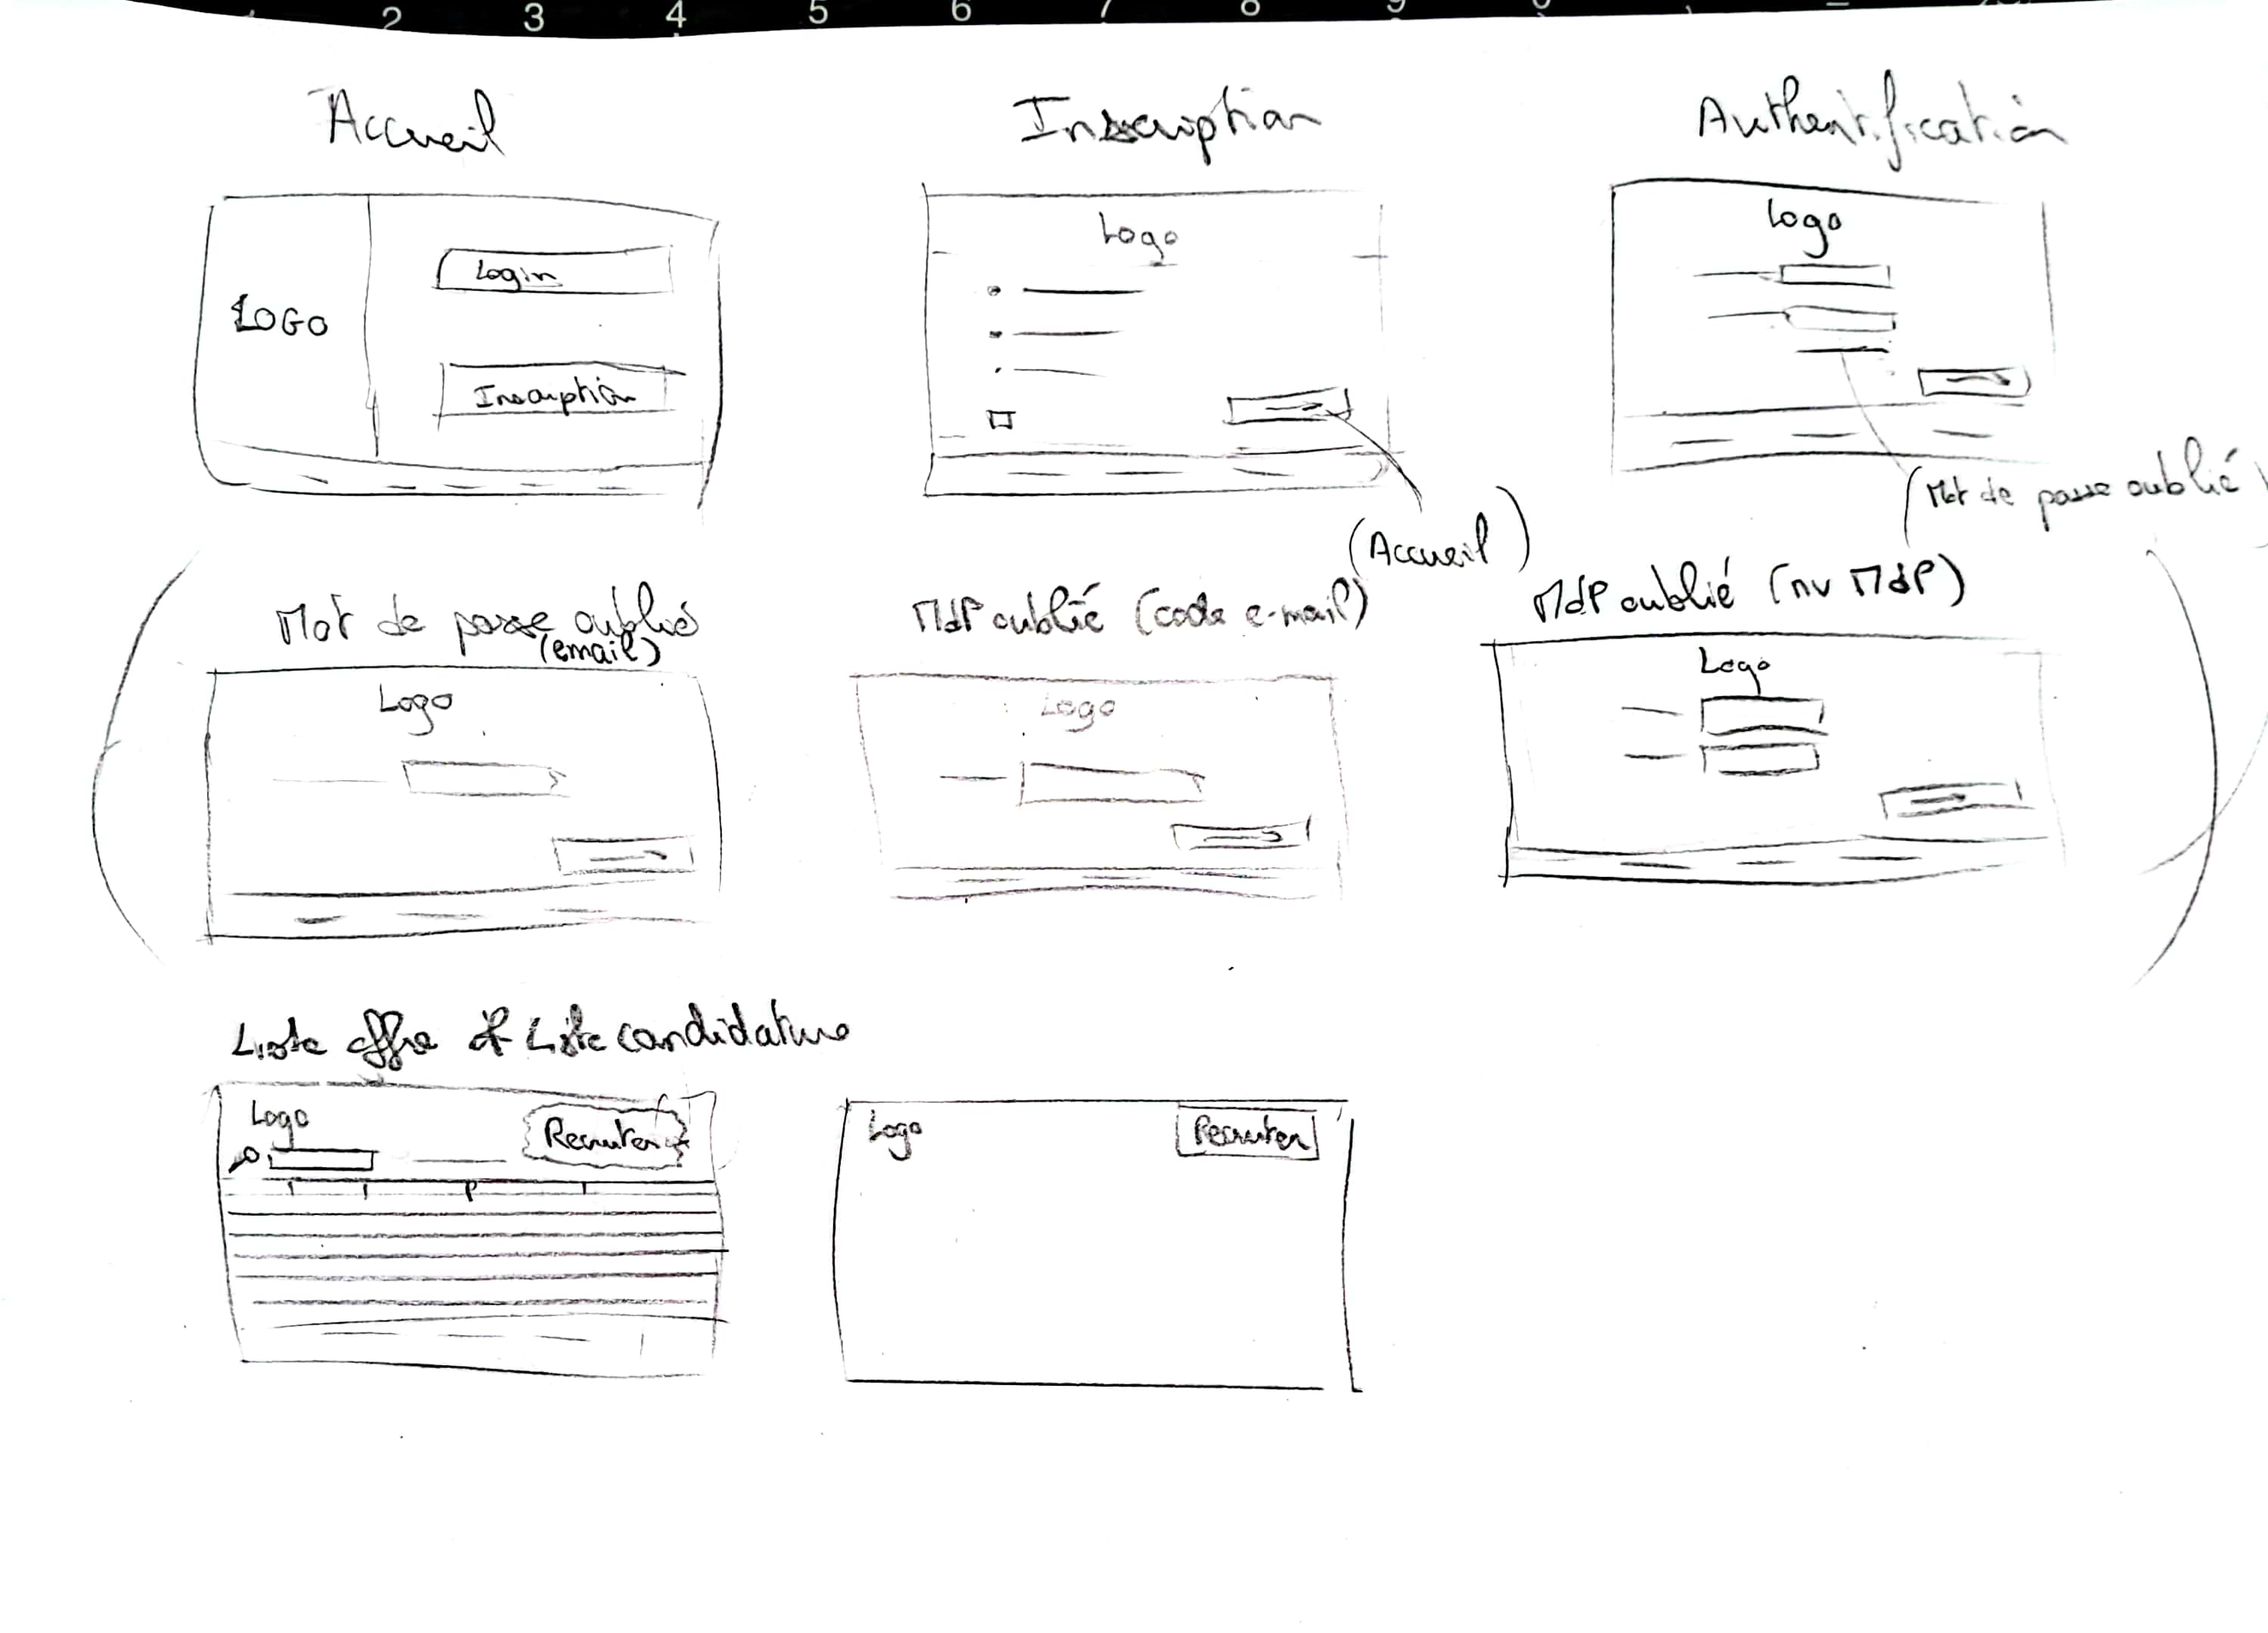 2 3 4 5 6 7 8 9
Accueil
Inscription
Authentification
LOGO
Login
Inscription
Logo
Logo
(Accueil)
(Mot de passe oublié)
Mot de passe oublié
(email)
MdP oublié (code e-mail)
MdP oublié (nv MdP)
Logo
Logo
Logo
Liste offre & Liste candidature
Logo
Recruter
Logo
Recruter